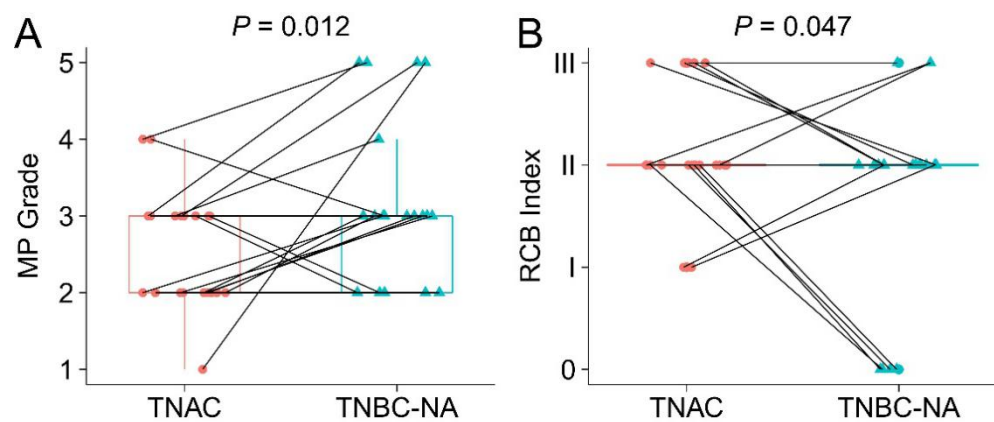 A
P = 0.012
MP Grade
5
4
3
2
1
TNAC
TNBC-NA
B
P = 0.047
RCB Index
III
II
I
0
TNAC
TNBC-NA